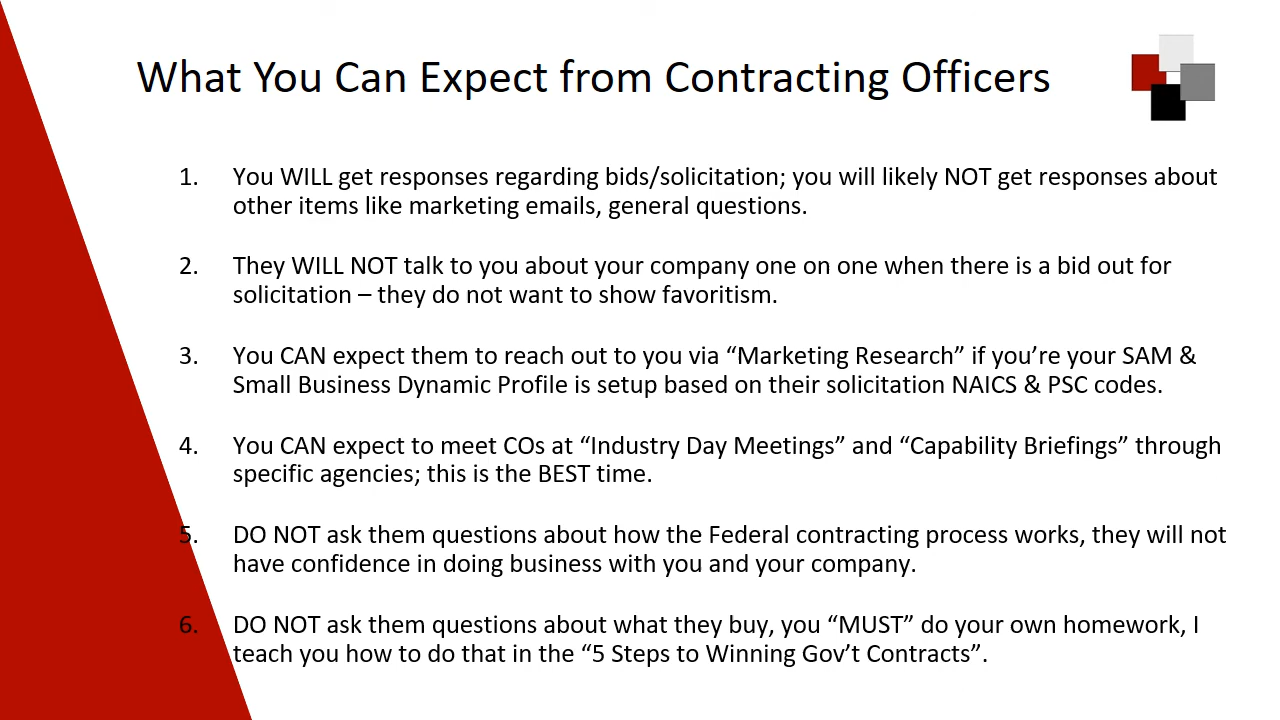 What You Can Expect from Contracting Officers
1. You WILL get responses regarding bids/solicitation; you will likely NOT get responses about
other items like marketing emails, general questions.
2. They WILL NOT talk to you about your company one on one when there is a bid out for
solicitation – they do not want to show favoritism.
3. You CAN expect them to reach out to you via “Marketing Research” if you’re your SAM &
Small Business Dynamic Profile is setup based on their solicitation NAICS & PSC codes.
4. You CAN expect to meet COs at “Industry Day Meetings” and “Capability Briefings” through
specific agencies; this is the BEST time.
5. DO NOT ask them questions about how the Federal contracting process works, they will not
have confidence in doing business with you and your company.
6. DO NOT ask them questions about what they buy, you “MUST” do your own homework, I
teach you how to do that in the “5 Steps to Winning Gov’t Contracts”.